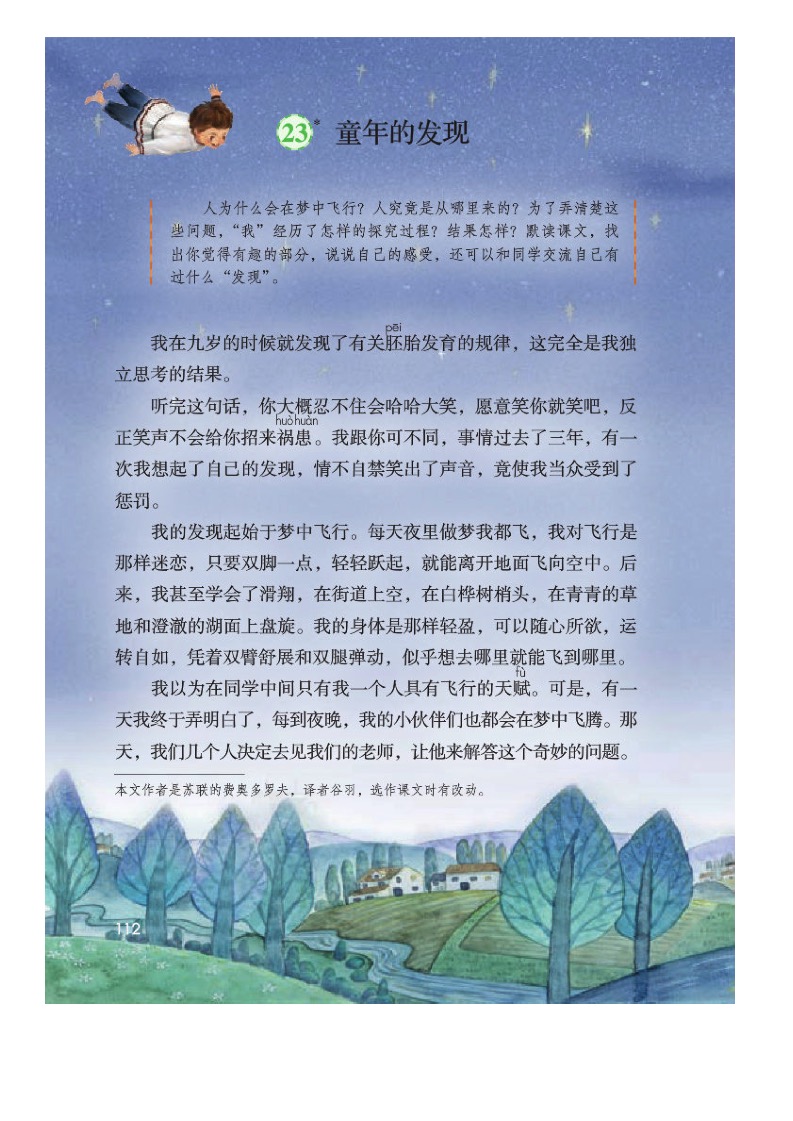 23* 童年的发现
人为什么会在梦中飞行？人究竟是从哪里来的？为了弄清楚这
些问题，“我”经历了怎样的探究过程？结果怎样？默读课文，找
出你觉得有趣的部分，说说自己的感受，还可以和同学交流自己有
过什么“发现”。
pēi
我在九岁的时候就发现了有关胚胎发育的规律，这完全是我独
立思考的结果。
听完这句话，你大概忍不住会哈哈大笑，愿意笑你就笑吧，反
huò huàn
正笑声不会给你招来祸患。我跟你可不同，事情过去了三年，有一
次我想起了自己的发现，情不自禁笑出了声音，竟使我当众受到了
惩罚。
我的发现起始于梦中飞行。每天夜里做梦我都飞，我对飞行是
那样迷恋，只要双脚一点，轻轻跃起，就能离开地面飞向空中。后
来，我甚至学会了滑翔，在街道上空，在白桦树梢头，在青青的草
地和澄澈的湖面上盘旋。我的身体是那样轻盈，可以随心所欲，运
转自如，凭着双臂舒展和双腿弹动，似乎想去哪里就能飞到哪里。
fù
我以为在同学中间只有我一个人具有飞行的天赋。可是，有一
天我终于弄明白了，每到夜晚，我的小伙伴们也都会在梦中飞腾。那
天，我们几个人决定去见我们的老师，让他来解答这个奇妙的问题。
本文作者是苏联的费奥多罗夫，译者谷羽，选作课文时有改动。
112